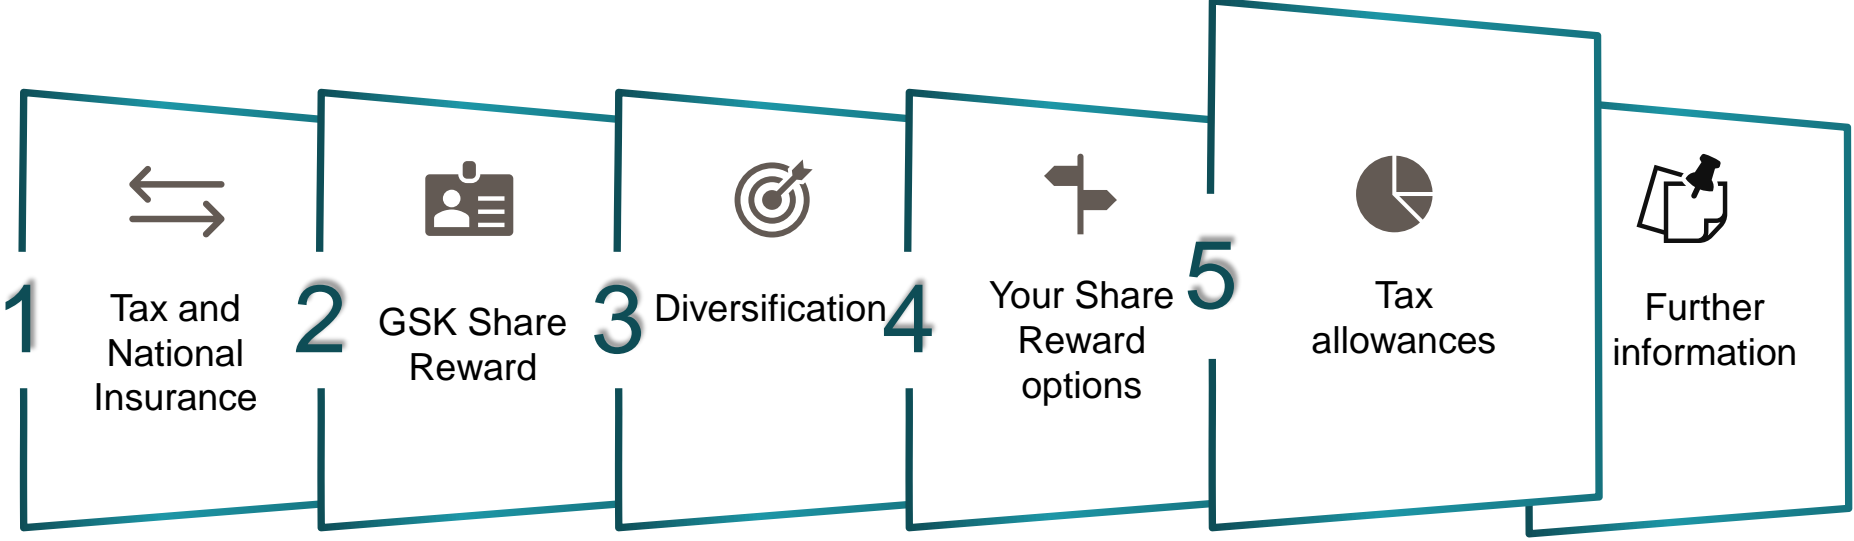 1
Tax and
National
Insurance
2
GSK Share
Reward
3
Diversification
4
Your Share
Reward
options
5
Tax
allowances
Further
information